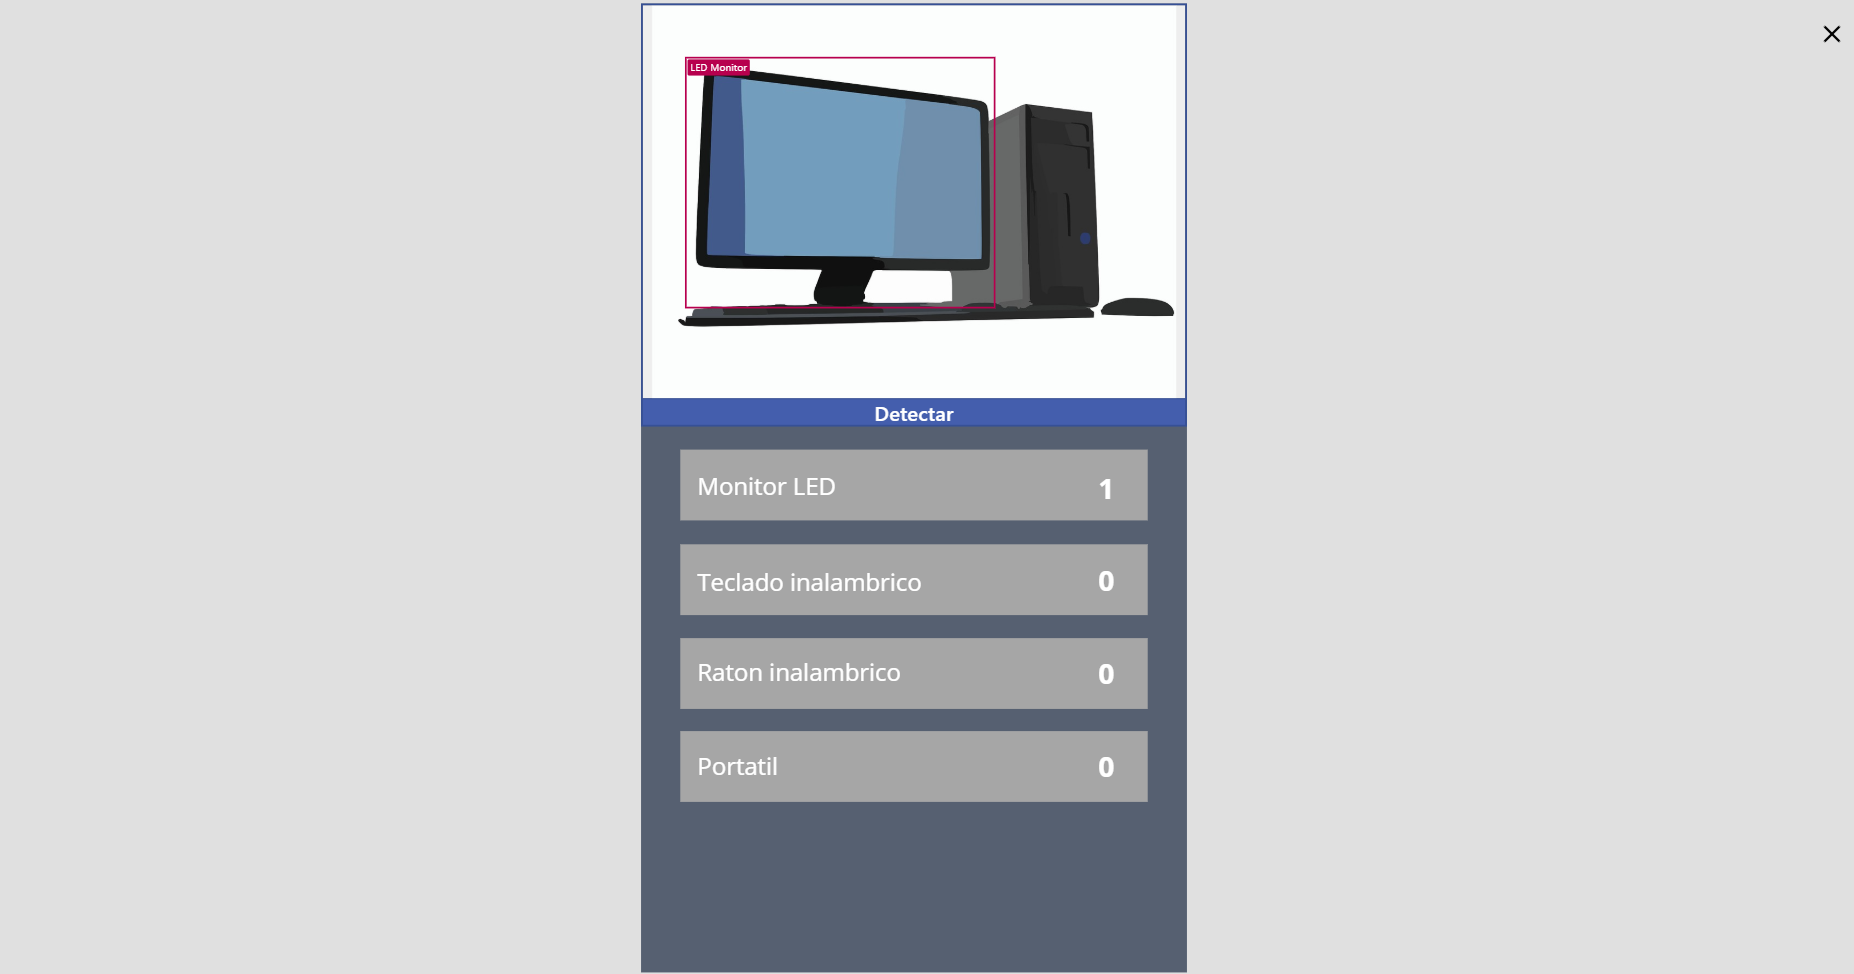 LED Monitor
Detectar
Monitor LED 1
Teclado inalambrico 0
Raton inalambrico 0
Portatil 0